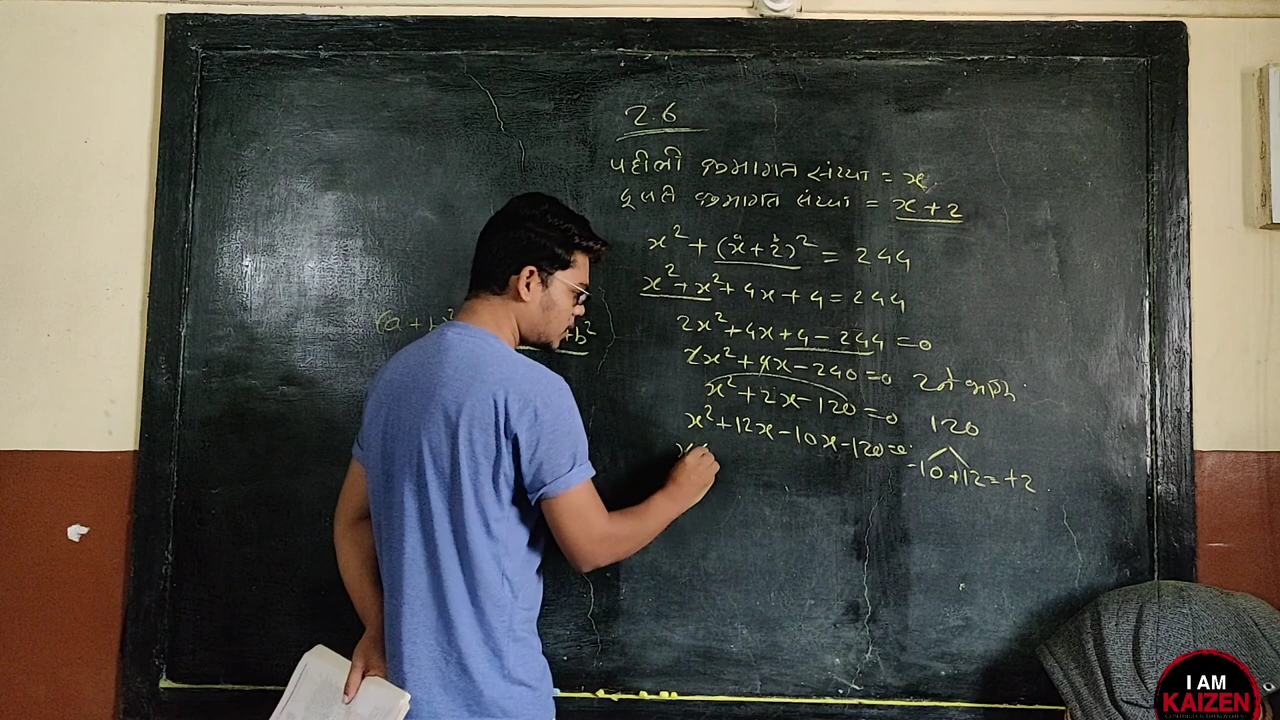 2.6
પહેલી ક્રમાગત સંખ્યા = x
ક્રમાગત સંખ્યા = x + 2
x² + (x + 2)² = 244
a b
x² + x² + 4x + 4 = 244
2x² + 4x + 4 - 244 = 0
2x² + 4x - 240 = 0
x² + 2x - 120 = 0
120
x² + 12x - 10x - 120 = 0
-10 +12 = +2
(a +
+b²
I AM
KAIZEN